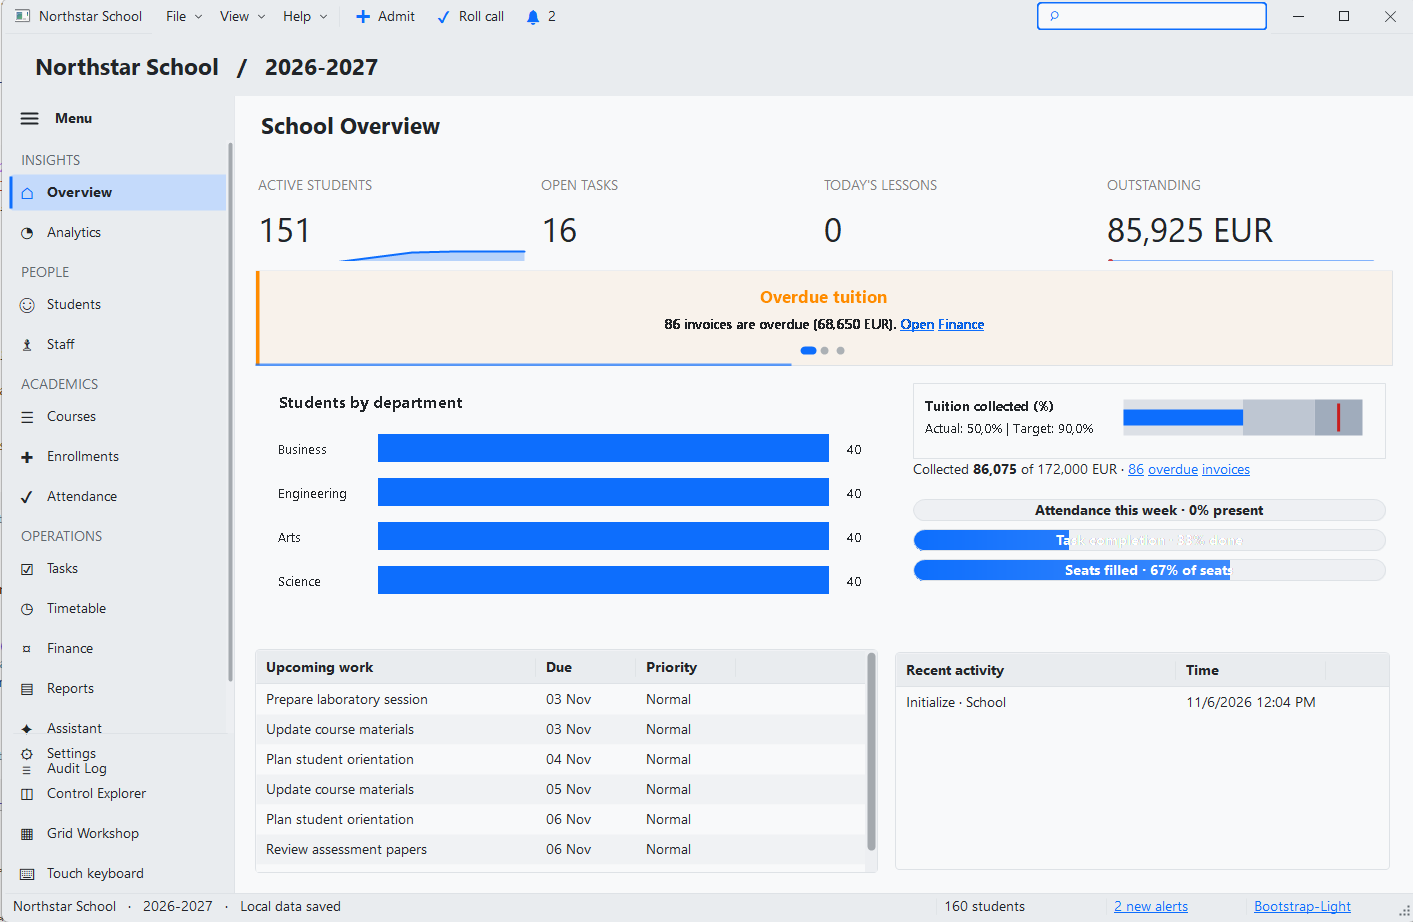 Northstar School File View Help Admit Roll call 2
Northstar School / 2026-2027
Menu
INSIGHTS
Overview
Analytics
PEOPLE
Students
Staff
ACADEMICS
Courses
Enrollments
Attendance
OPERATIONS
Tasks
Timetable
Finance
Reports
Assistant
Settings
Audit Log
Control Explorer
Grid Workshop
Touch keyboard
School Overview
ACTIVE STUDENTS OPEN TASKS TODAY'S LESSONS OUTSTANDING
151 16 0 85,925 EUR
Overdue tuition
86 invoices are overdue (68,650 EUR). Open Finance
Students by department
Business 40
Engineering 40
Arts 40
Science 40
Tuition collected (%)
Actual: 50,0% | Target: 90,0%
Collected 86,075 of 172,000 EUR · 86 overdue invoices
Attendance this week · 0% present
Task completion · 33% done
Seats filled · 67% of seats
Upcoming work Due Priority
Prepare laboratory session 03 Nov Normal
Update course materials 03 Nov Normal
Plan student orientation 04 Nov Normal
Update course materials 05 Nov Normal
Plan student orientation 06 Nov Normal
Review assessment papers 06 Nov Normal
Recent activity Time
Initialize · School 11/6/2026 12:04 PM
Northstar School · 2026-2027 · Local data saved 160 students 2 new alerts Bootstrap-Light